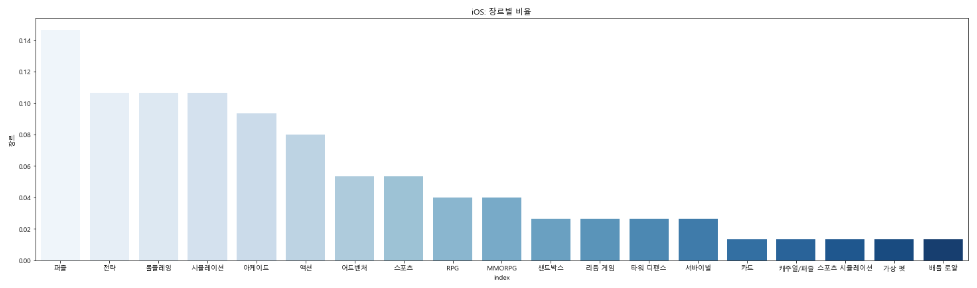 iOS: 장르별 비율
장르
0.14
0.12
0.10
0.08
0.06
0.04
0.02
0.00
퍼즐 전략 롤플레잉 시뮬레이션 아케이드 액션 어드벤처 스포츠 RPG MMORPG 샌드박스 리듬 게임 타워 디펜스 서바이벌 카드 캐주얼/퍼즐 스포츠 시뮬레이션 가상 펫 배틀 로얄
index